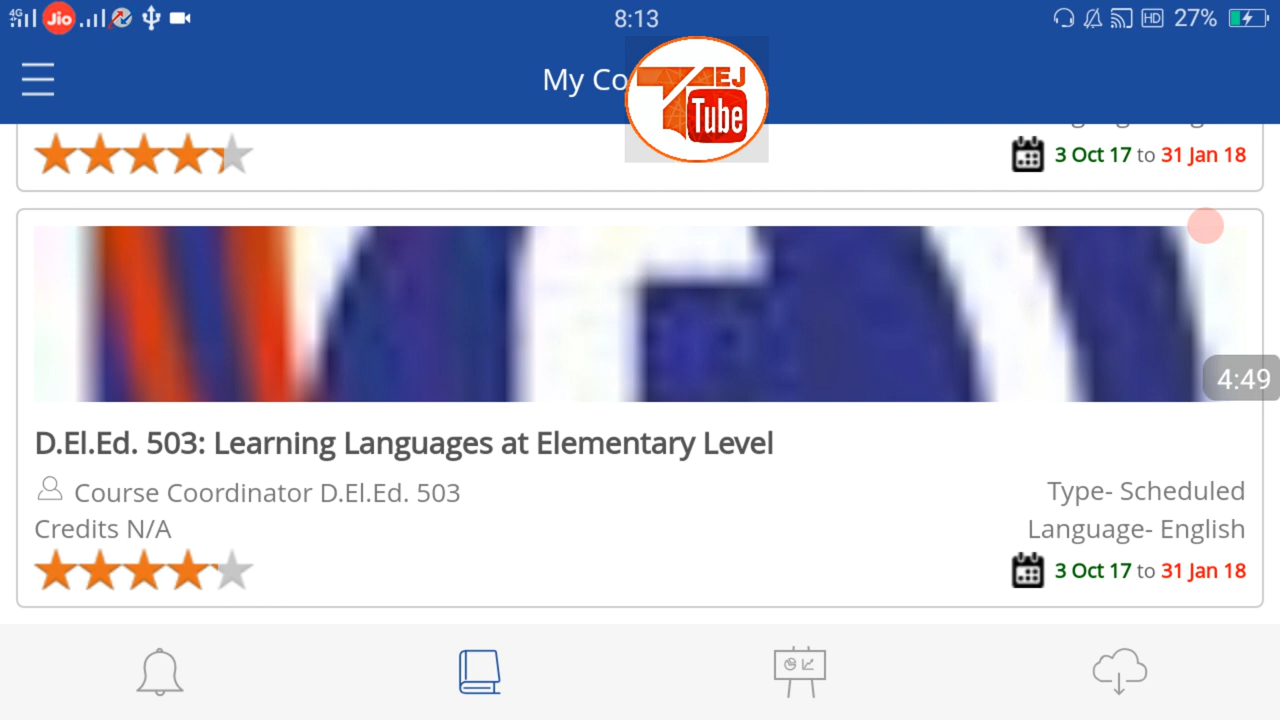 4G Jio 8:13 HD 27%
My Co
EJ
Tube
3 Oct 17 to 31 Jan 18
4:49
D.El.Ed. 503: Learning Languages at Elementary Level
Course Coordinator D.El.Ed. 503
Type- Scheduled
Credits N/A
Language- English
3 Oct 17 to 31 Jan 18